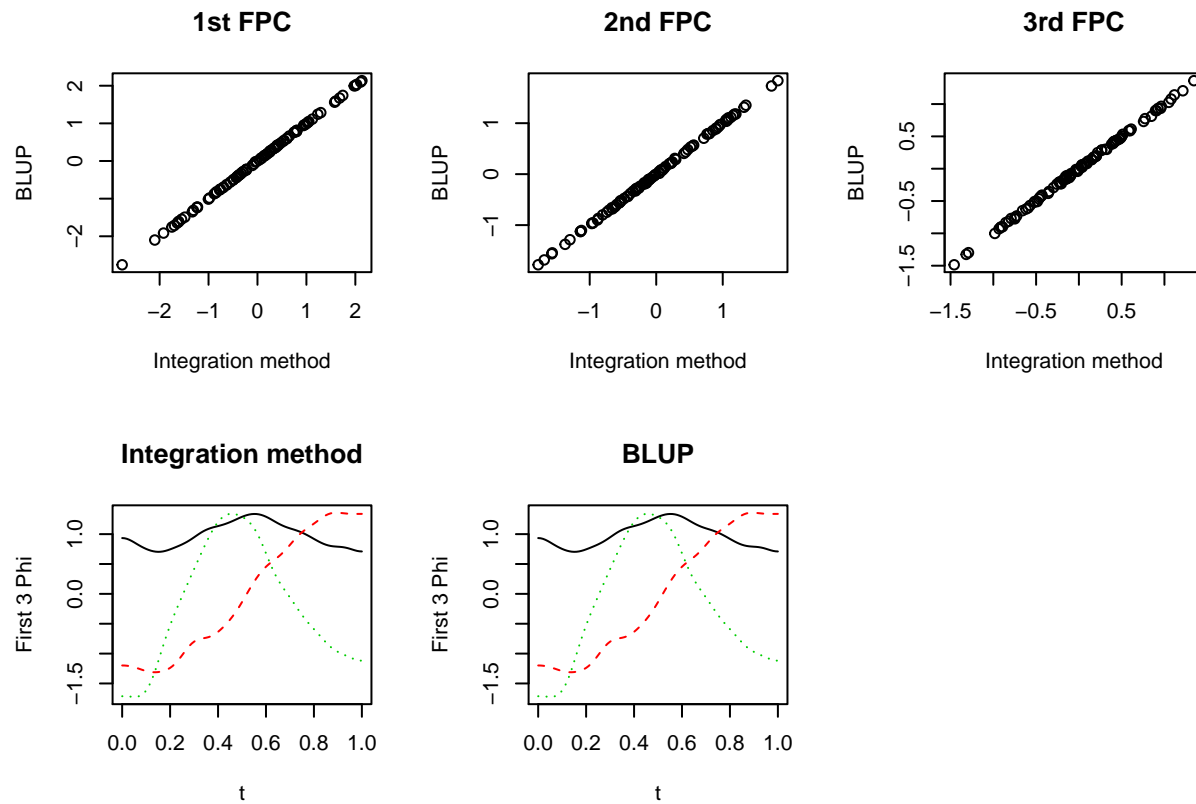 1st FPC
2nd FPC
3rd FPC
BLUP
−2 0 1 2
−2 −1 0 1 2
Integration method
BLUP
−1 0 1
−1 0 1
Integration method
BLUP
−1.5 −0.5 0.5
−1.5 −0.5 0.5
Integration method
Integration method
BLUP
First 3 Phi
−1.5 0.0 1.0
0.0 0.2 0.4 0.6 0.8 1.0
t
First 3 Phi
−1.5 0.0 1.0
0.0 0.2 0.4 0.6 0.8 1.0